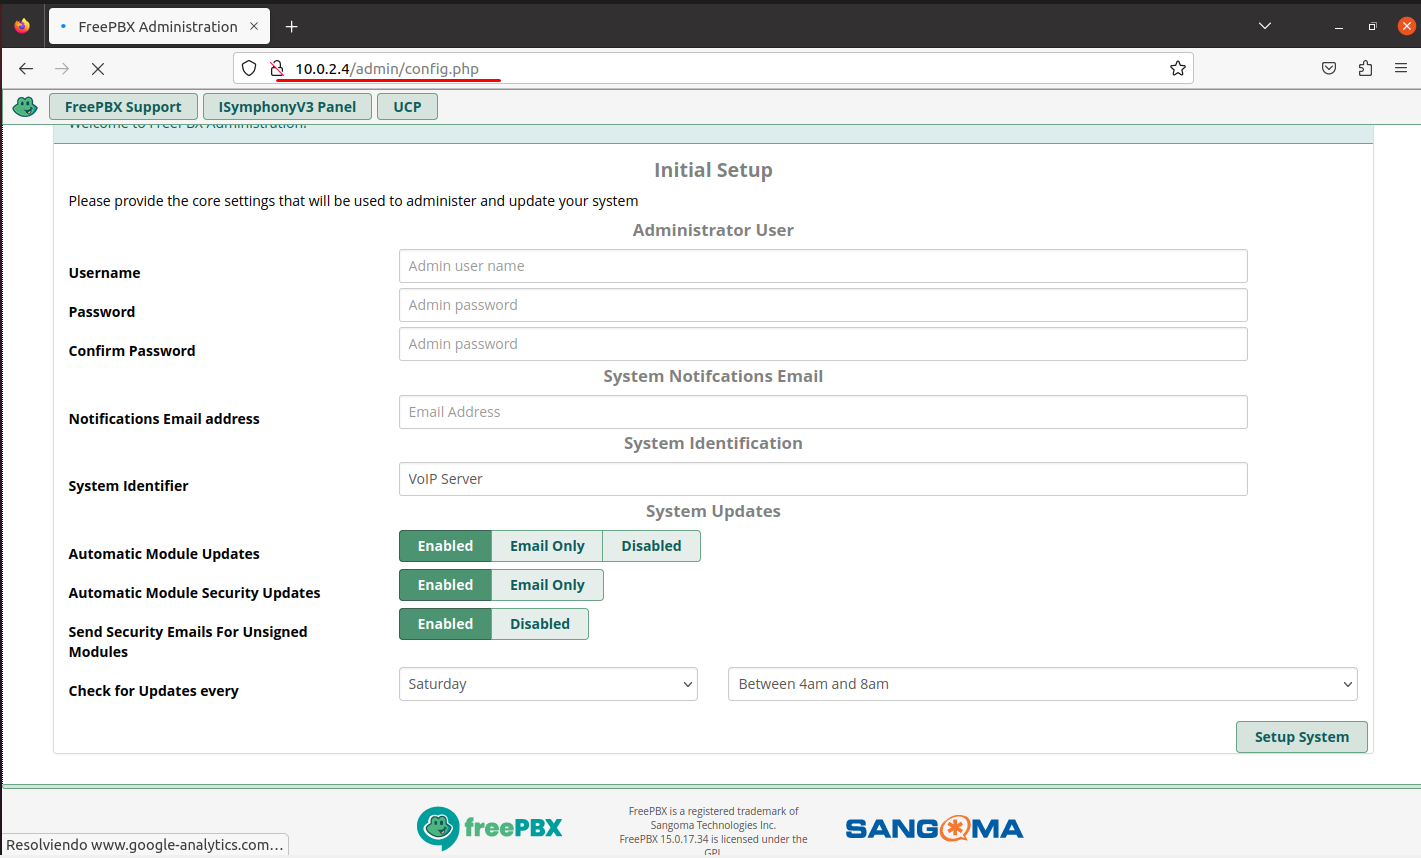 FreePBX Administration
10.0.2.4/admin/config.php
FreePBX Support
ISymphonyV3 Panel
UCP
Welcome to FreePBX Administration!
Initial Setup
Please provide the core settings that will be used to administer and update your system
Administrator User
Username
Admin user name
Password
Admin password
Confirm Password
Admin password
System Notifcations Email
Notifications Email address
Email Address
System Identification
System Identifier
VoIP Server
System Updates
Automatic Module Updates
Enabled Email Only Disabled
Automatic Module Security Updates
Enabled Email Only
Send Security Emails For Unsigned
Modules
Enabled Disabled
Check for Updates every
Saturday
Between 4am and 8am
Setup System
freePBX
FreePBX is a registered trademark of
Sangoma Technologies Inc.
FreePBX 15.0.17.34 is licensed under the
GPL
SANGOMA
Resolviendo www.google-analytics.com...